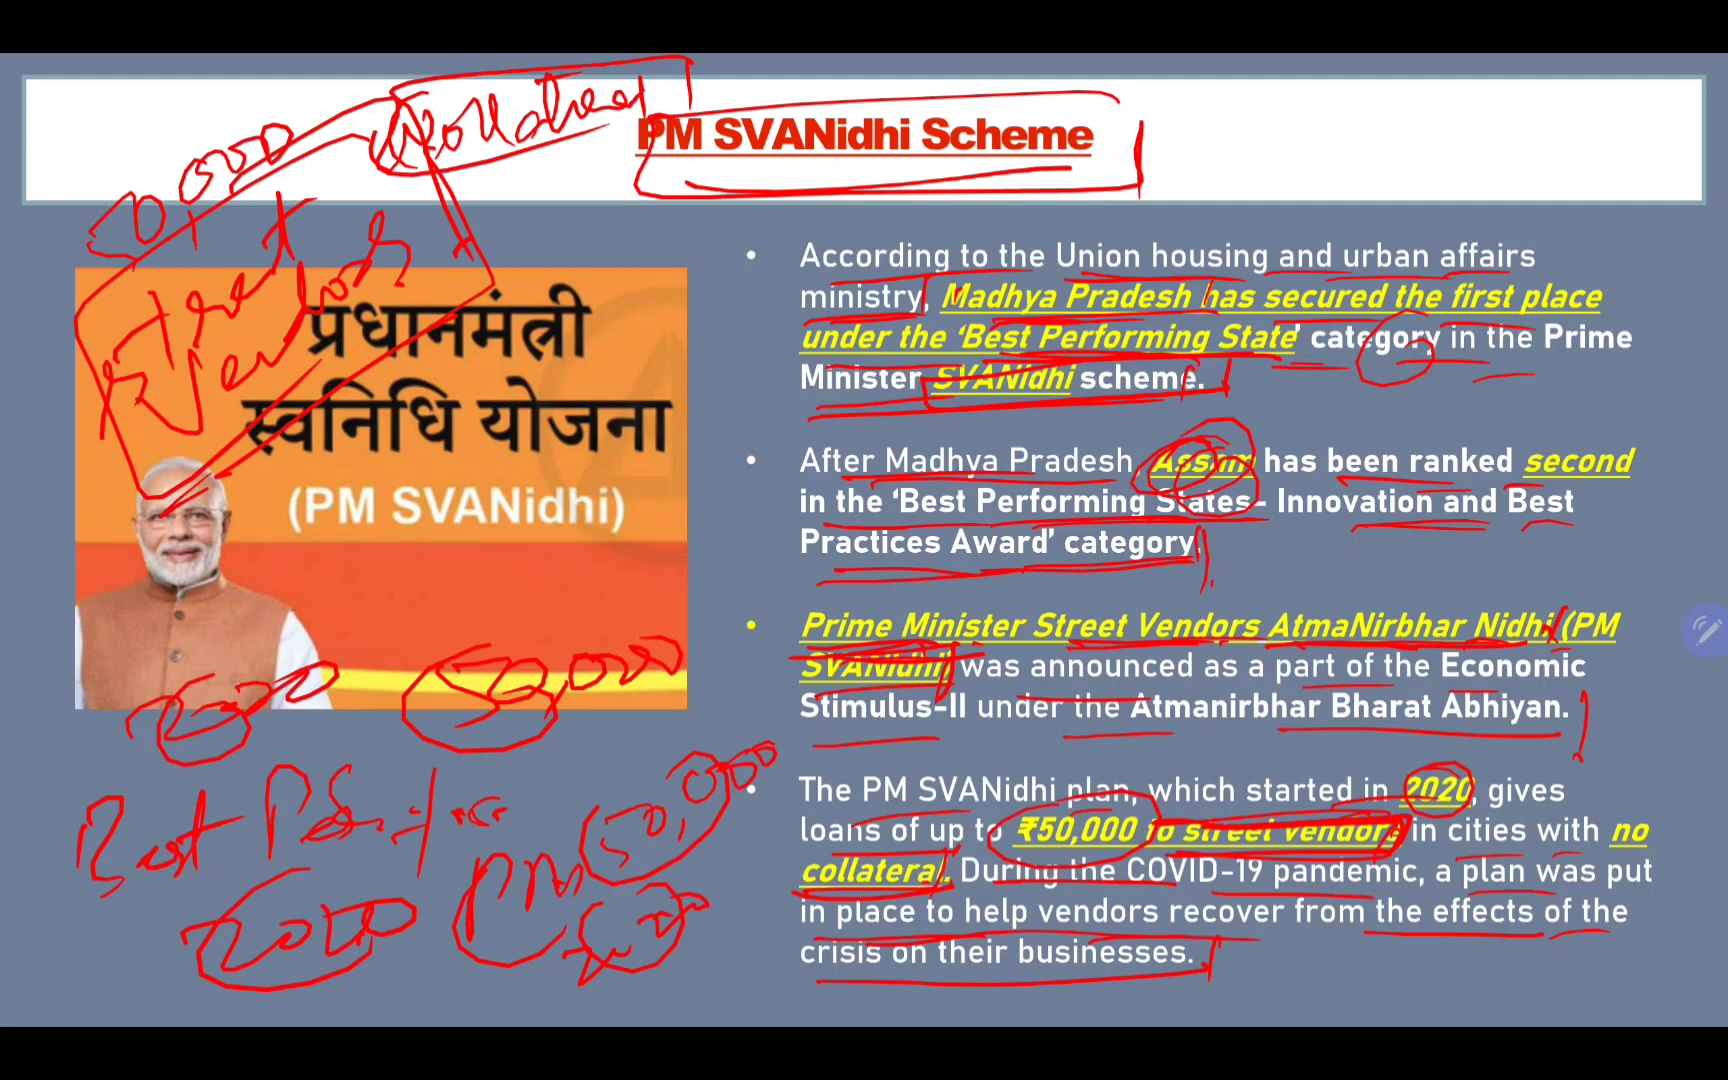 Collateral
PM SVANidhi Scheme
50,000
Street
Vendors
प्रधानमंत्री
स्वनिधि योजना
(PM SVANidhi)
50,000
Best
2020
PM
50,000
• According to the Union housing and urban affairs
ministry, Madhya Pradesh has secured the first place
under the ‘Best Performing State’ category in the Prime
Minister SVANidhi scheme.
• After Madhya Pradesh, Assam has been ranked second
in the ‘Best Performing States- Innovation and Best
Practices Award’ category.
• Prime Minister Street Vendors AtmaNirbhar Nidhi (PM
SVANidhi) was announced as a part of the Economic
Stimulus-II under the Atmanirbhar Bharat Abhiyan.
• The PM SVANidhi plan, which started in 2020, gives
loans of up to ₹50,000 to street vendors in cities with no
collateral. During the COVID-19 pandemic, a plan was put
in place to help vendors recover from the effects of the
crisis on their businesses.